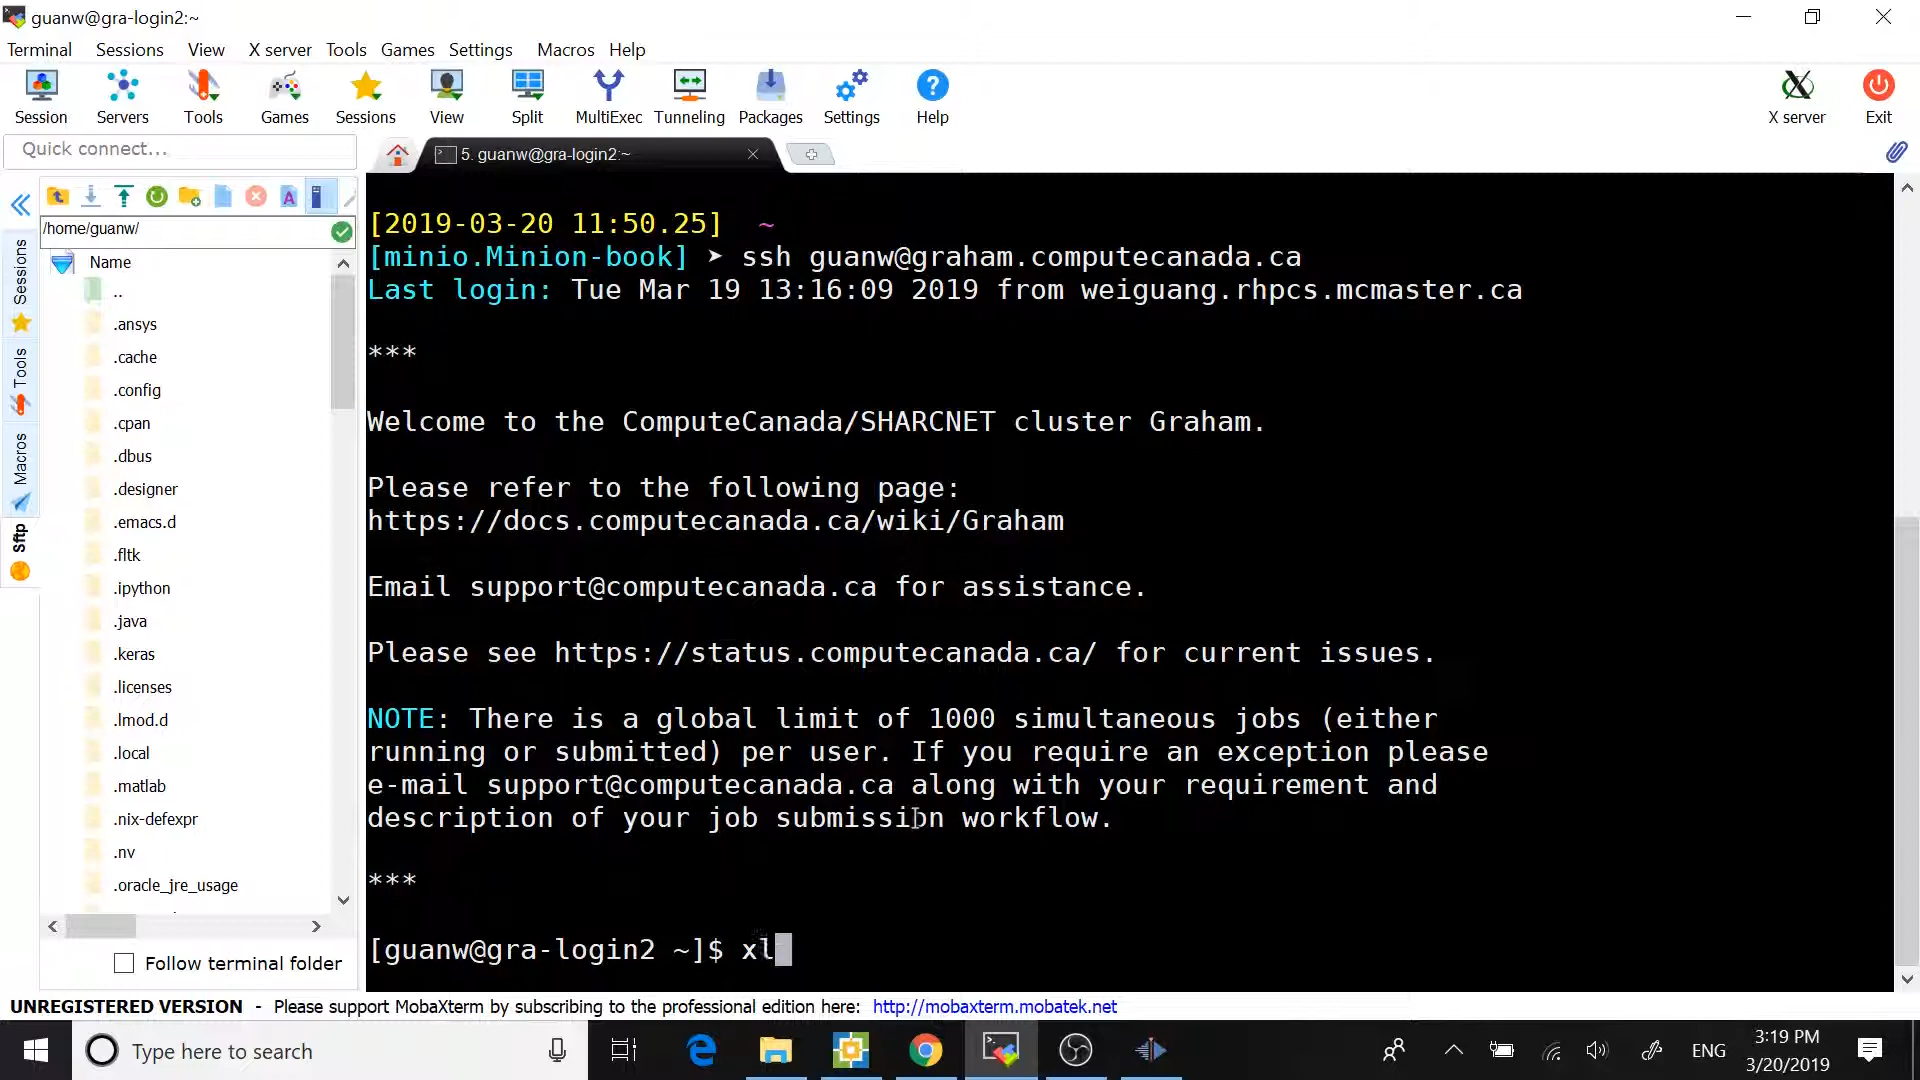 guanw@gra-login2:~
Terminal Sessions View X server Tools Games Settings Macros Help
Session Servers Tools Games Sessions View Split MultiExec Tunneling Packages Settings Help X server Exit
Quick connect...
5. guanw@gra-login2:~
/home/guanw/
Name
..
.ansys
.cache
.config
.cpan
.dbus
.designer
.emacs.d
.fltk
.ipython
.java
.keras
.licenses
.lmod.d
.local
.matlab
.nix-defexpr
.nv
.oracle_jre_usage
Follow terminal folder
Sessions
Tools
Macros
Sftp
[2019-03-20 11:50.25] ~
[minio.Minion-book] ➤ ssh guanw@graham.computecanada.ca
Last login: Tue Mar 19 13:16:09 2019 from weiguang.rhpcs.mcmaster.ca
***
Welcome to the ComputeCanada/SHARCNET cluster Graham.
Please refer to the following page:
https://docs.computecanada.ca/wiki/Graham
Email support@computecanada.ca for assistance.
Please see https://status.computecanada.ca/ for current issues.
NOTE: There is a global limit of 1000 simultaneous jobs (either
running or submitted) per user. If you require an exception please
e-mail support@computecanada.ca along with your requirement and
description of your job submission workflow.
***
[guanw@gra-login2 ~]$ xl
UNREGISTERED VERSION - Please support MobaXterm by subscribing to the professional edition here: http://mobaxterm.mobatek.net
Type here to search
ENG
3:19 PM
3/20/2019